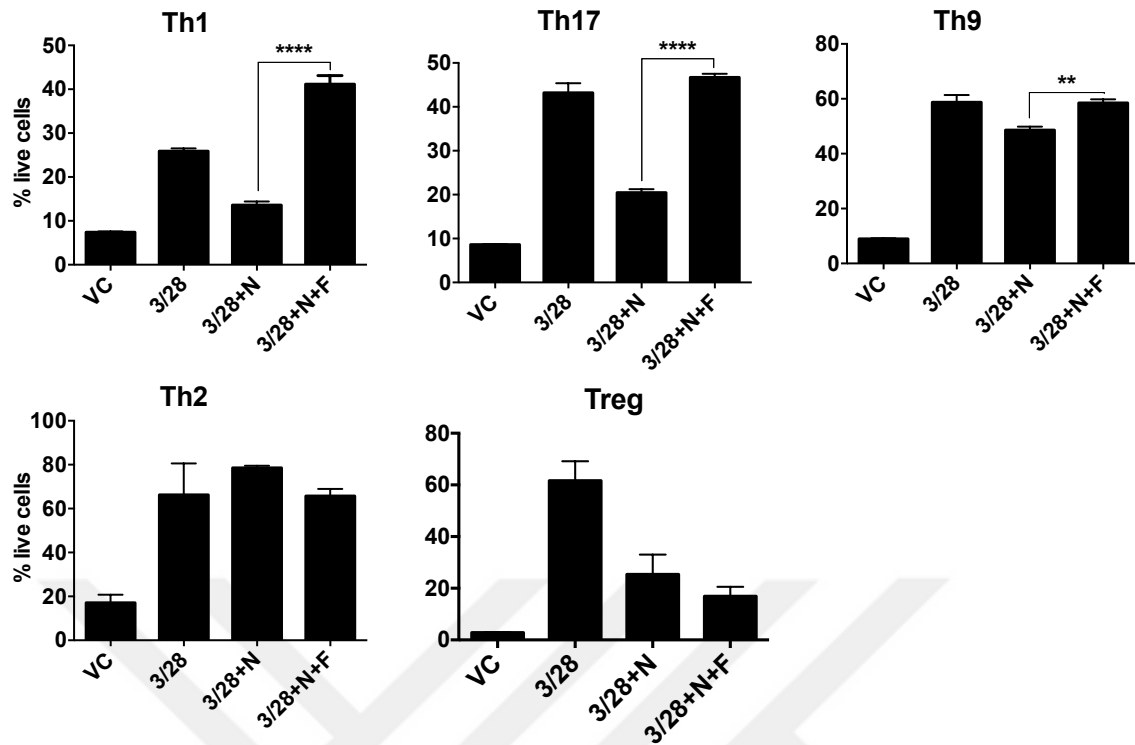 Th1
% live cells
50
40
30
20
10
0
****
VC
3/28
3/28+N
3/28+N+F
Th17
50
40
30
20
10
0
****
VC
3/28
3/28+N
3/28+N+F
Th9
80
60
40
20
0
**
VC
3/28
3/28+N
3/28+N+F
Th2
% live cells
100
80
60
40
20
0
VC
3/28
3/28+N
3/28+N+F
Treg
80
60
40
20
0
VC
3/28
3/28+N
3/28+N+F